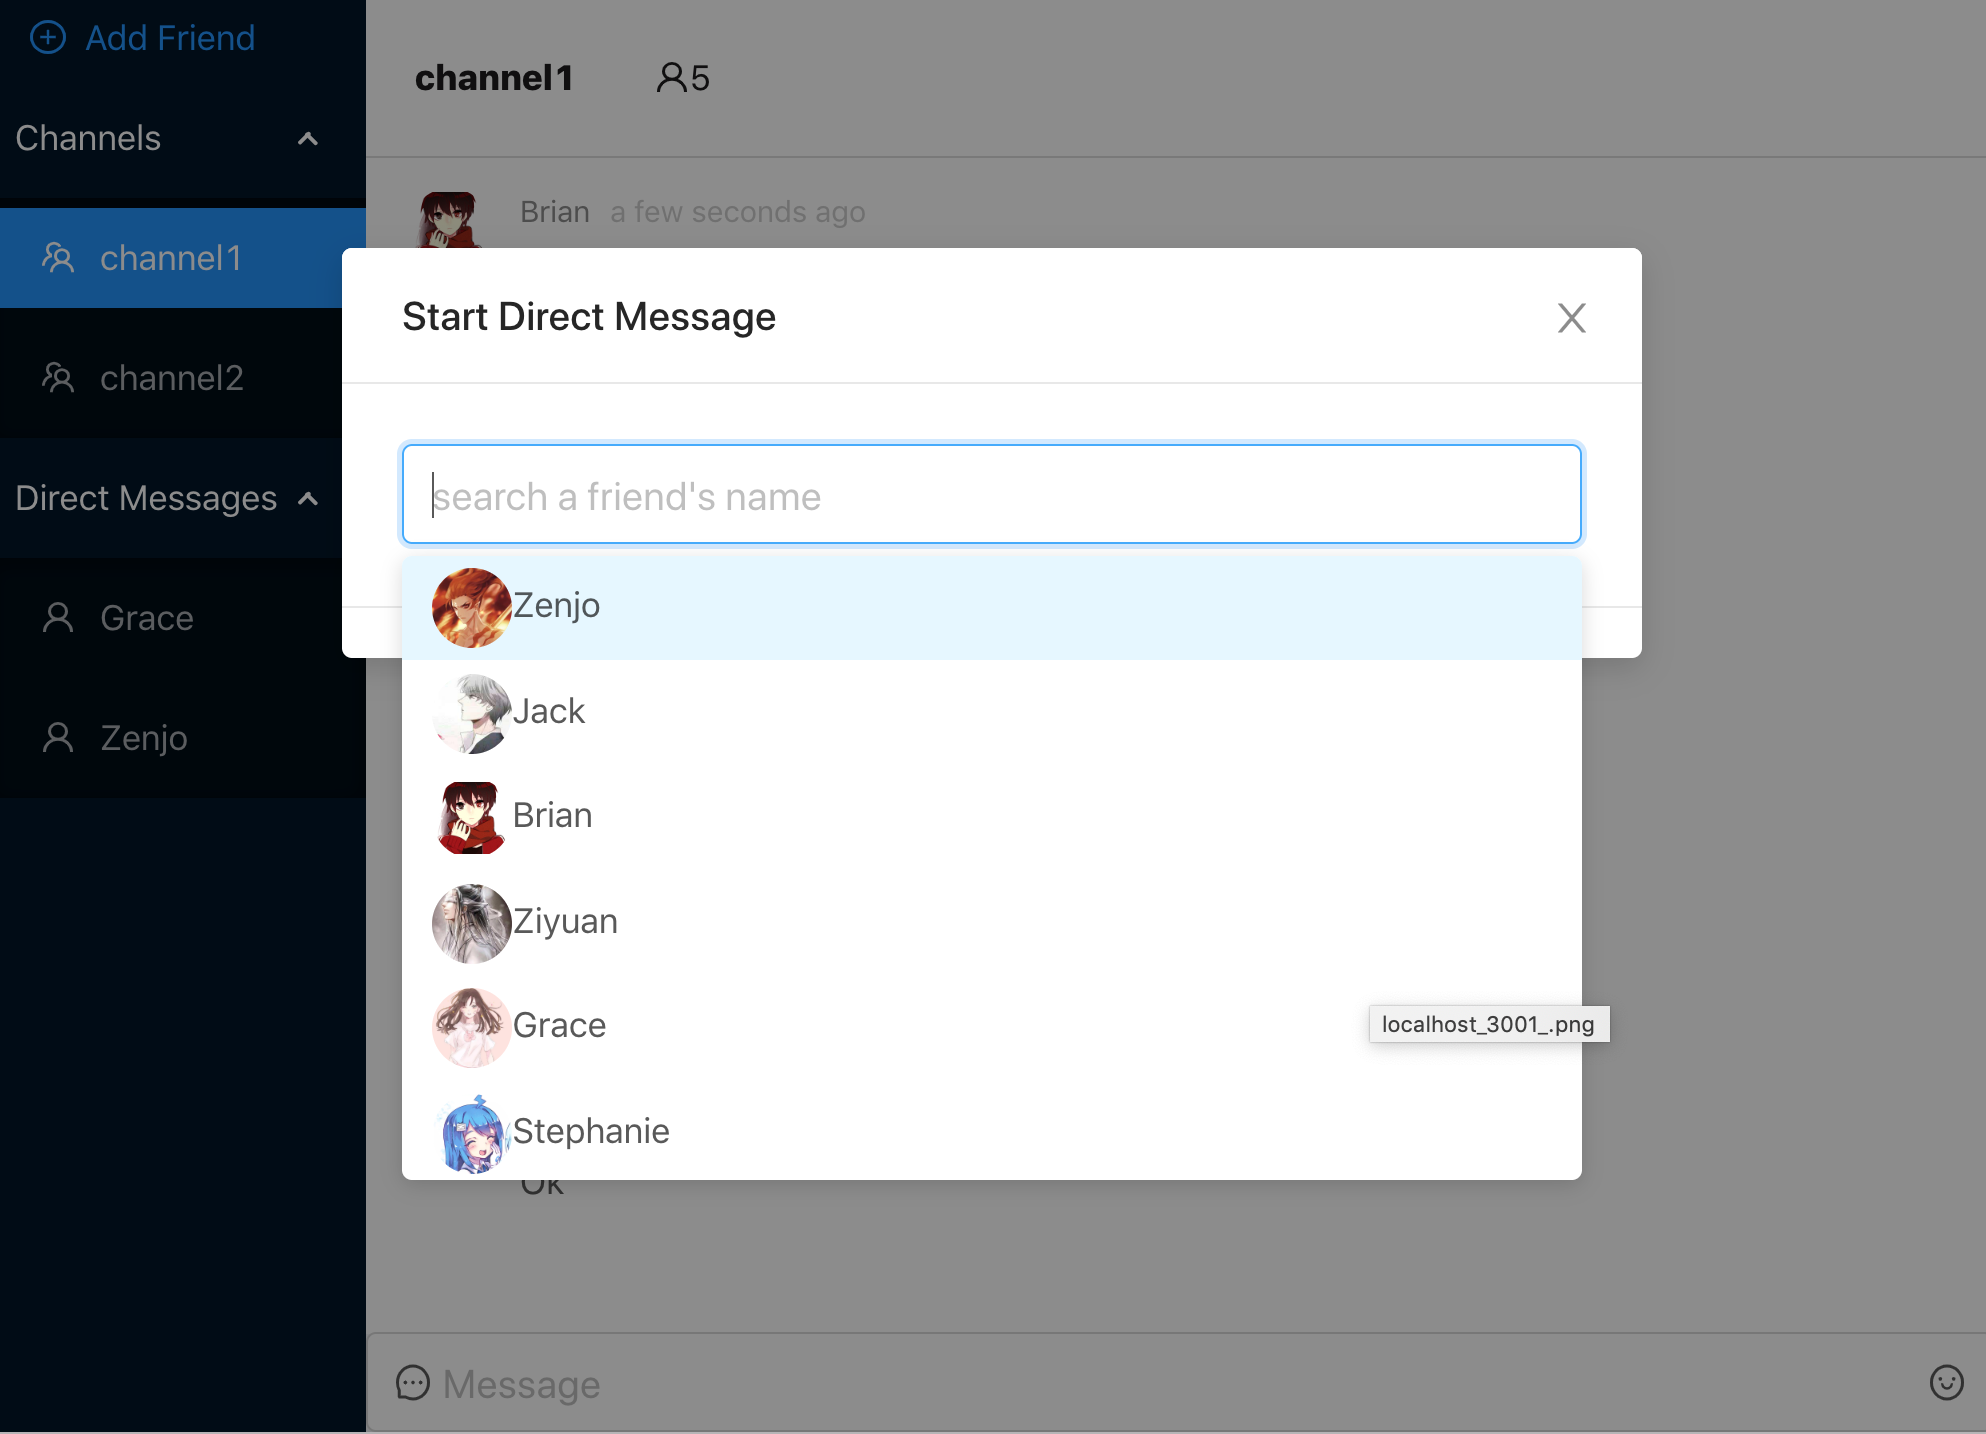 Add Friend
Channels
channel1
channel2
Direct Messages
Grace
Zenjo
channel1 5
Brian a few seconds ago
Start Direct Message
search a friend's name
Zenjo
Jack
Brian
Ziyuan
Grace
localhost_3001_.png
Stephanie
Ok
Message